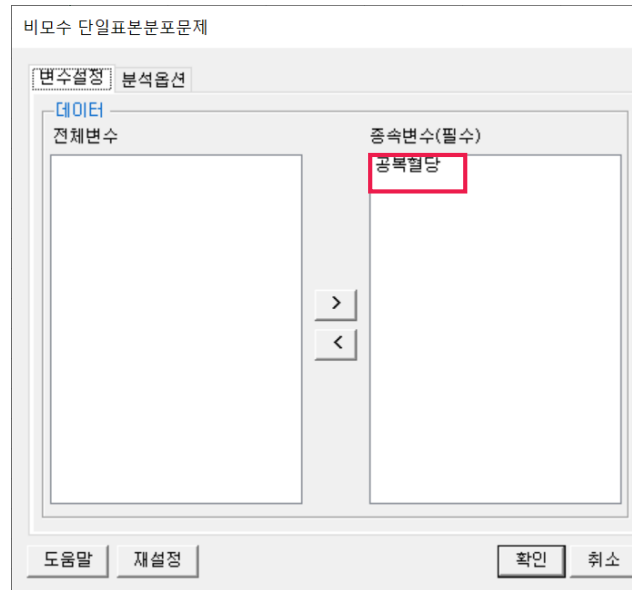 비모수 단일표본분포문제
변수설정 분석옵션
데이터
전체변수 종속변수(필수)
공복혈당
>
<
도움말 재설정 확인 취소